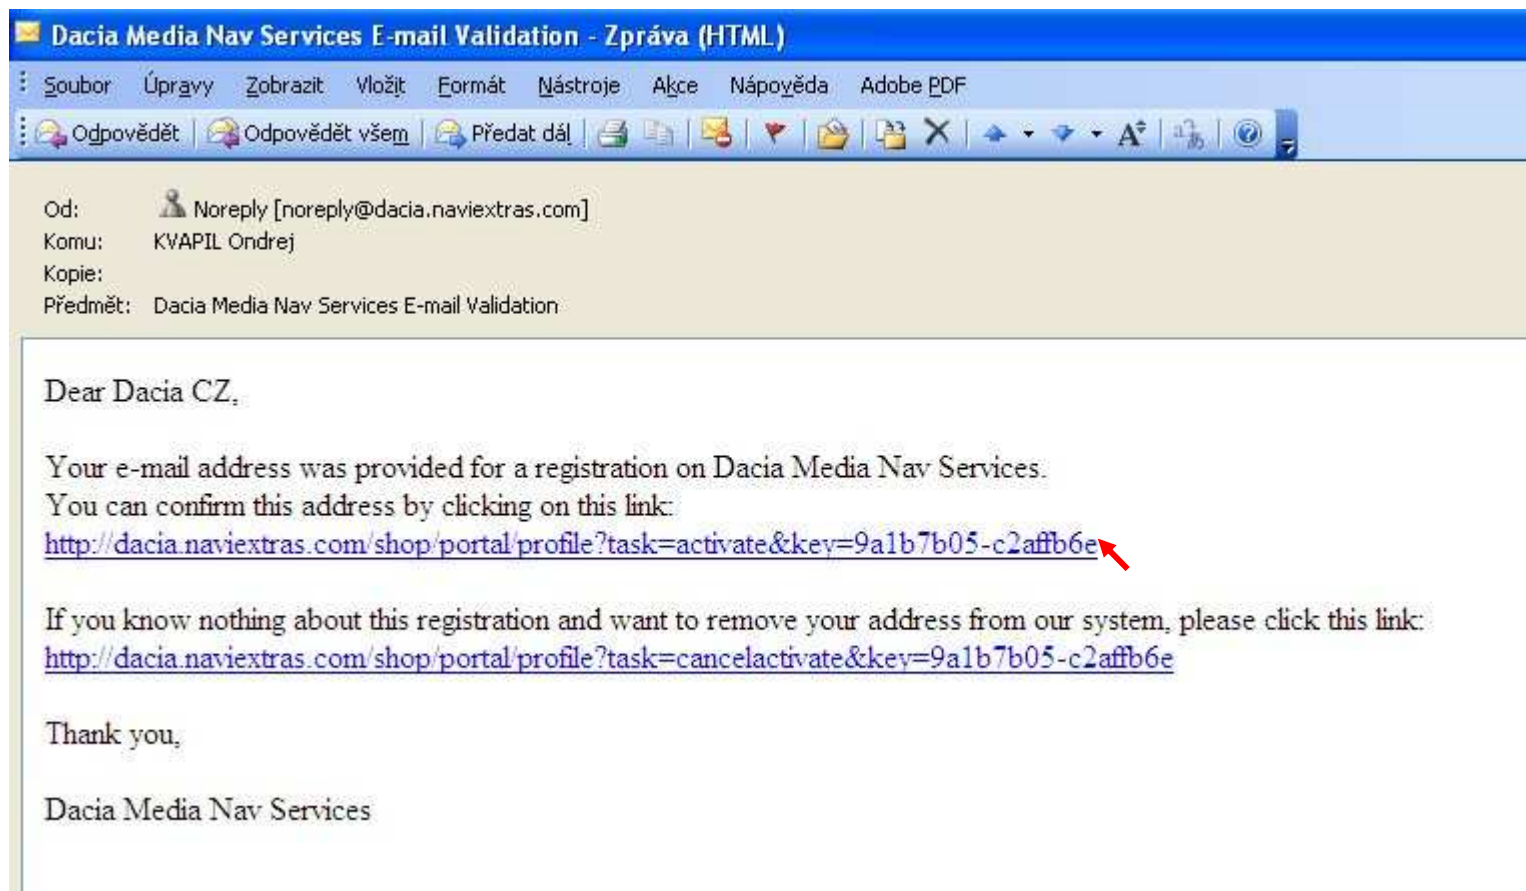 Dacia Media Nav Services E-mail Validation - Zpráva (HTML)
Soubor Úpravy Zobrazit Vložit Formát Nástroje Akce Nápověda Adobe PDF
Odpovědět Odpovědět všem Předat dál
Od: Noreply [noreply@dacia.naviextras.com]
Komu: KVAPIL Ondrej
Kopie:
Předmět: Dacia Media Nav Services E-mail Validation
Dear Dacia CZ,
Your e-mail address was provided for a registration on Dacia Media Nav Services.
You can confirm this address by clicking on this link:
http://dacia.naviextras.com/shop/portal/profile?task=activate&key=9a1b7b05-c2affb6e
If you know nothing about this registration and want to remove your address from our system, please click this link:
http://dacia.naviextras.com/shop/portal/profile?task=cancelactivate&key=9a1b7b05-c2affb6e
Thank you,
Dacia Media Nav Services